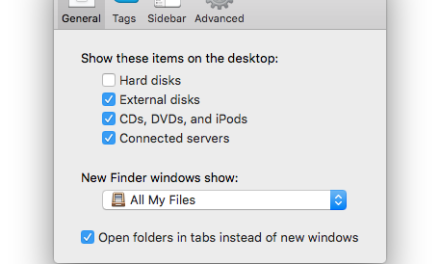 General Tags Sidebar Advanced
Show these items on the desktop:
Hard disks
External disks
CDs, DVDs, and iPods
Connected servers
New Finder windows show:
All My Files
Open folders in tabs instead of new windows